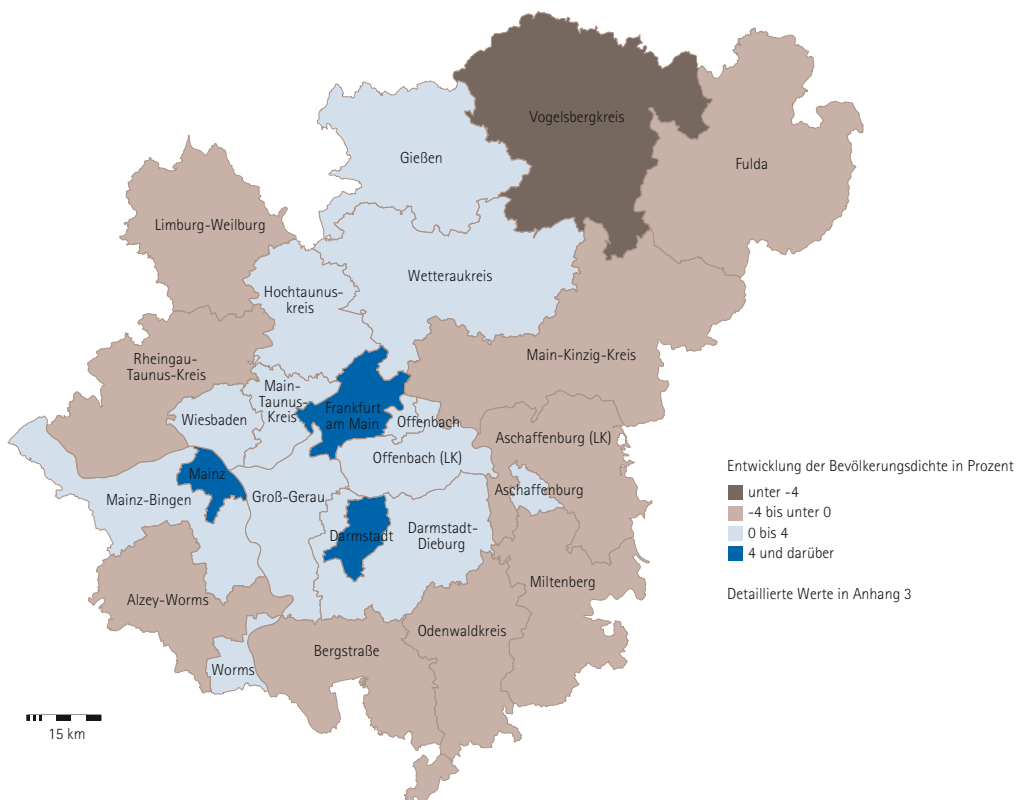 Vogelsbergkreis
Gießen
Fulda
Limburg-Weilburg
Wetteraukreis
Hochtaunus-
kreis
Main-Kinzig-Kreis
Rheingau-
Taunus-Kreis
Main-
Taunus-
Kreis
Frankfurt
am Main
Wiesbaden
Offenbach
Aschaffenburg (LK)
Offenbach (LK)
Mainz
Mainz-Bingen
Groß-Gerau
Aschaffenburg
Darmstadt
Darmstadt-
Dieburg
Miltenberg
Alzey-Worms
Odenwaldkreis
Bergstraße
Worms
15 km
Entwicklung der Bevölkerungsdichte in Prozent
unter -4
-4 bis unter 0
0 bis 4
4 und darüber
Detaillierte Werte in Anhang 3